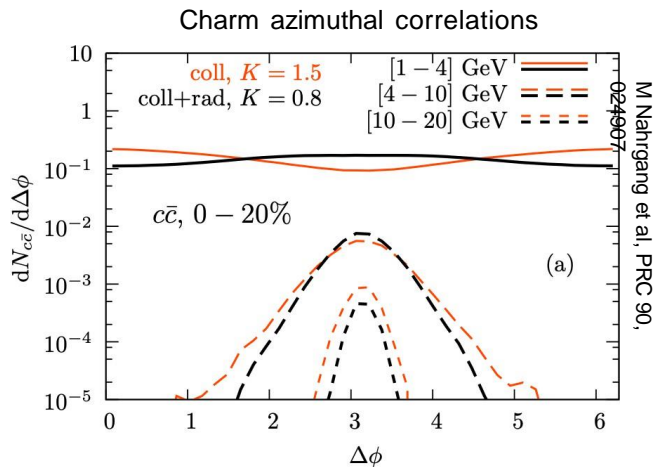 Charm azimuthal correlations
coll, K = 1.5
coll+rad, K = 0.8
[1 − 4] GeV
[4 − 10] GeV
[10 − 20] GeV
10
1
10⁻¹
10⁻²
10⁻³
10⁻⁴
10⁻⁵
dN_{cc̄}/dΔϕ
cc̄, 0 − 20%
(a)
0 1 2 3 4 5 6
Δϕ
M Nahrgang et al, PRC 90,
024907